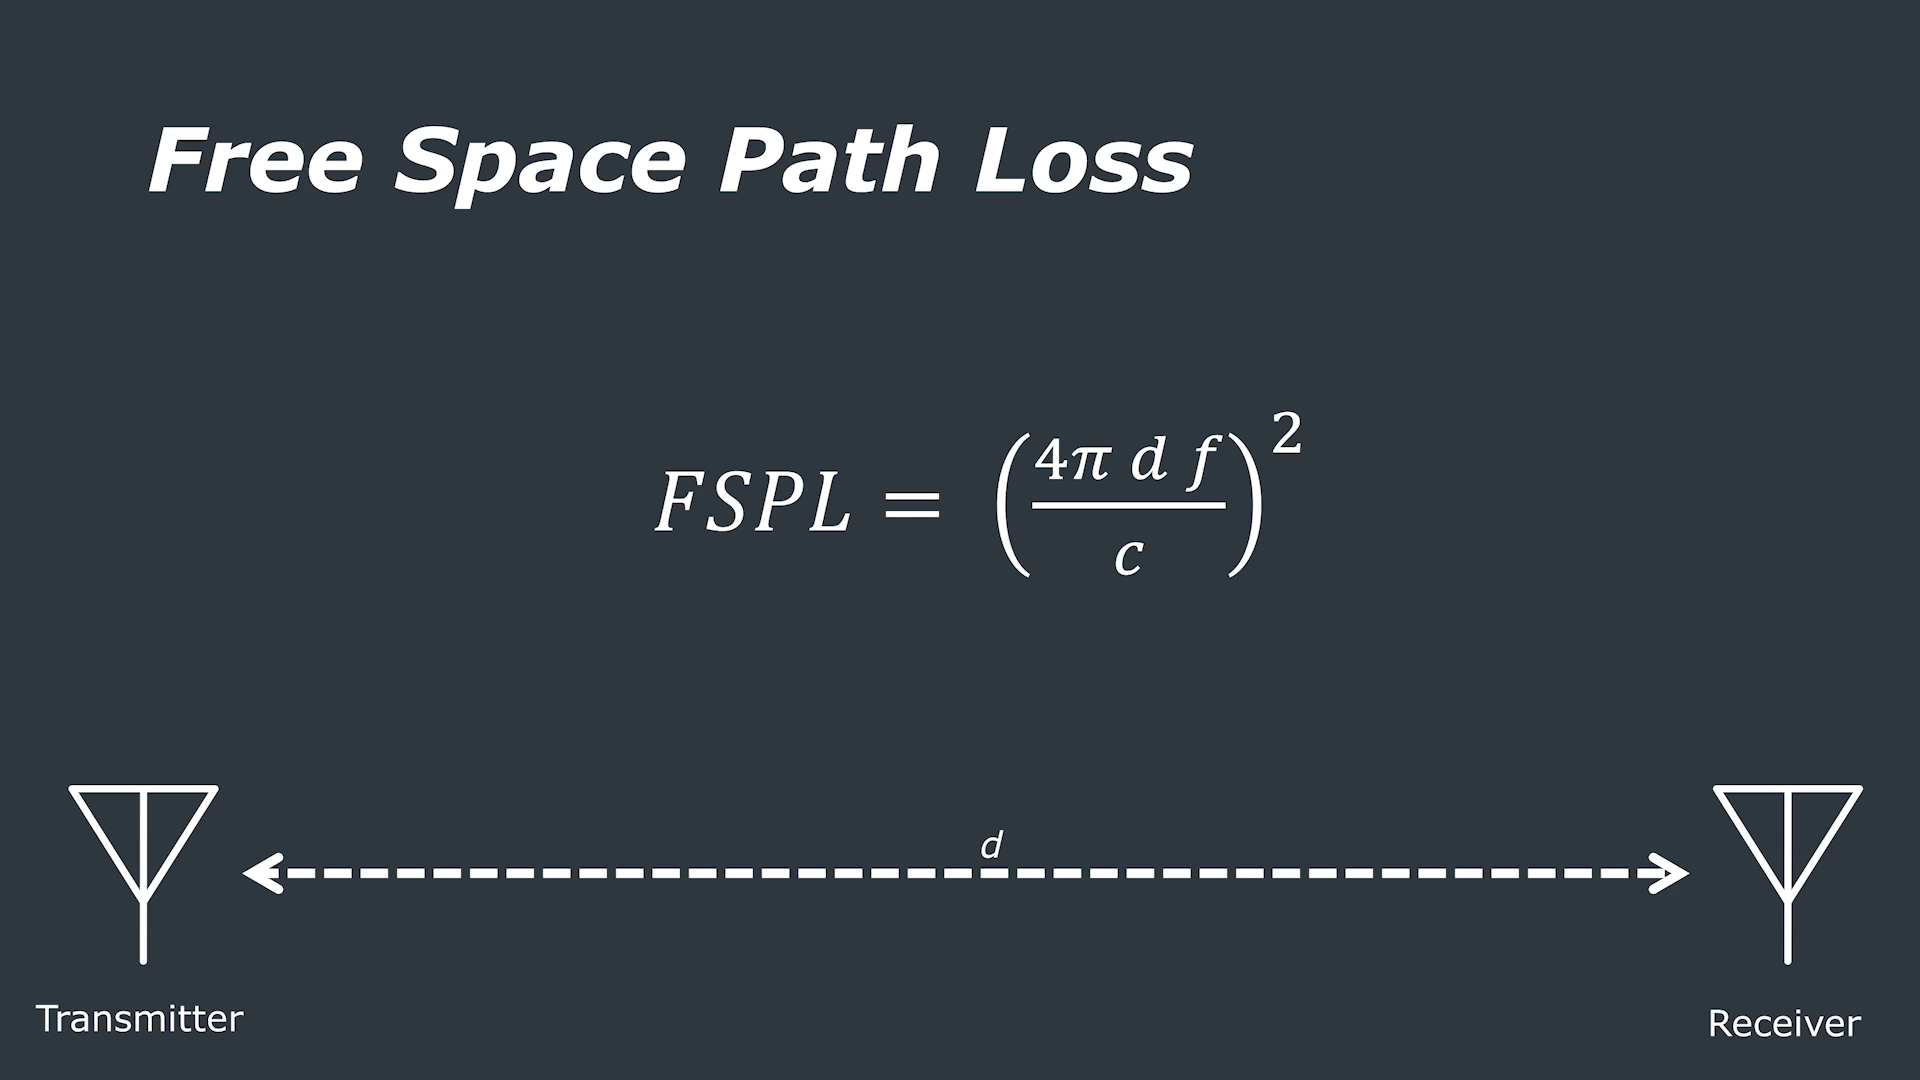 Free Space Path Loss
FSPL = (4π d f / c)²
d
Transmitter
Receiver